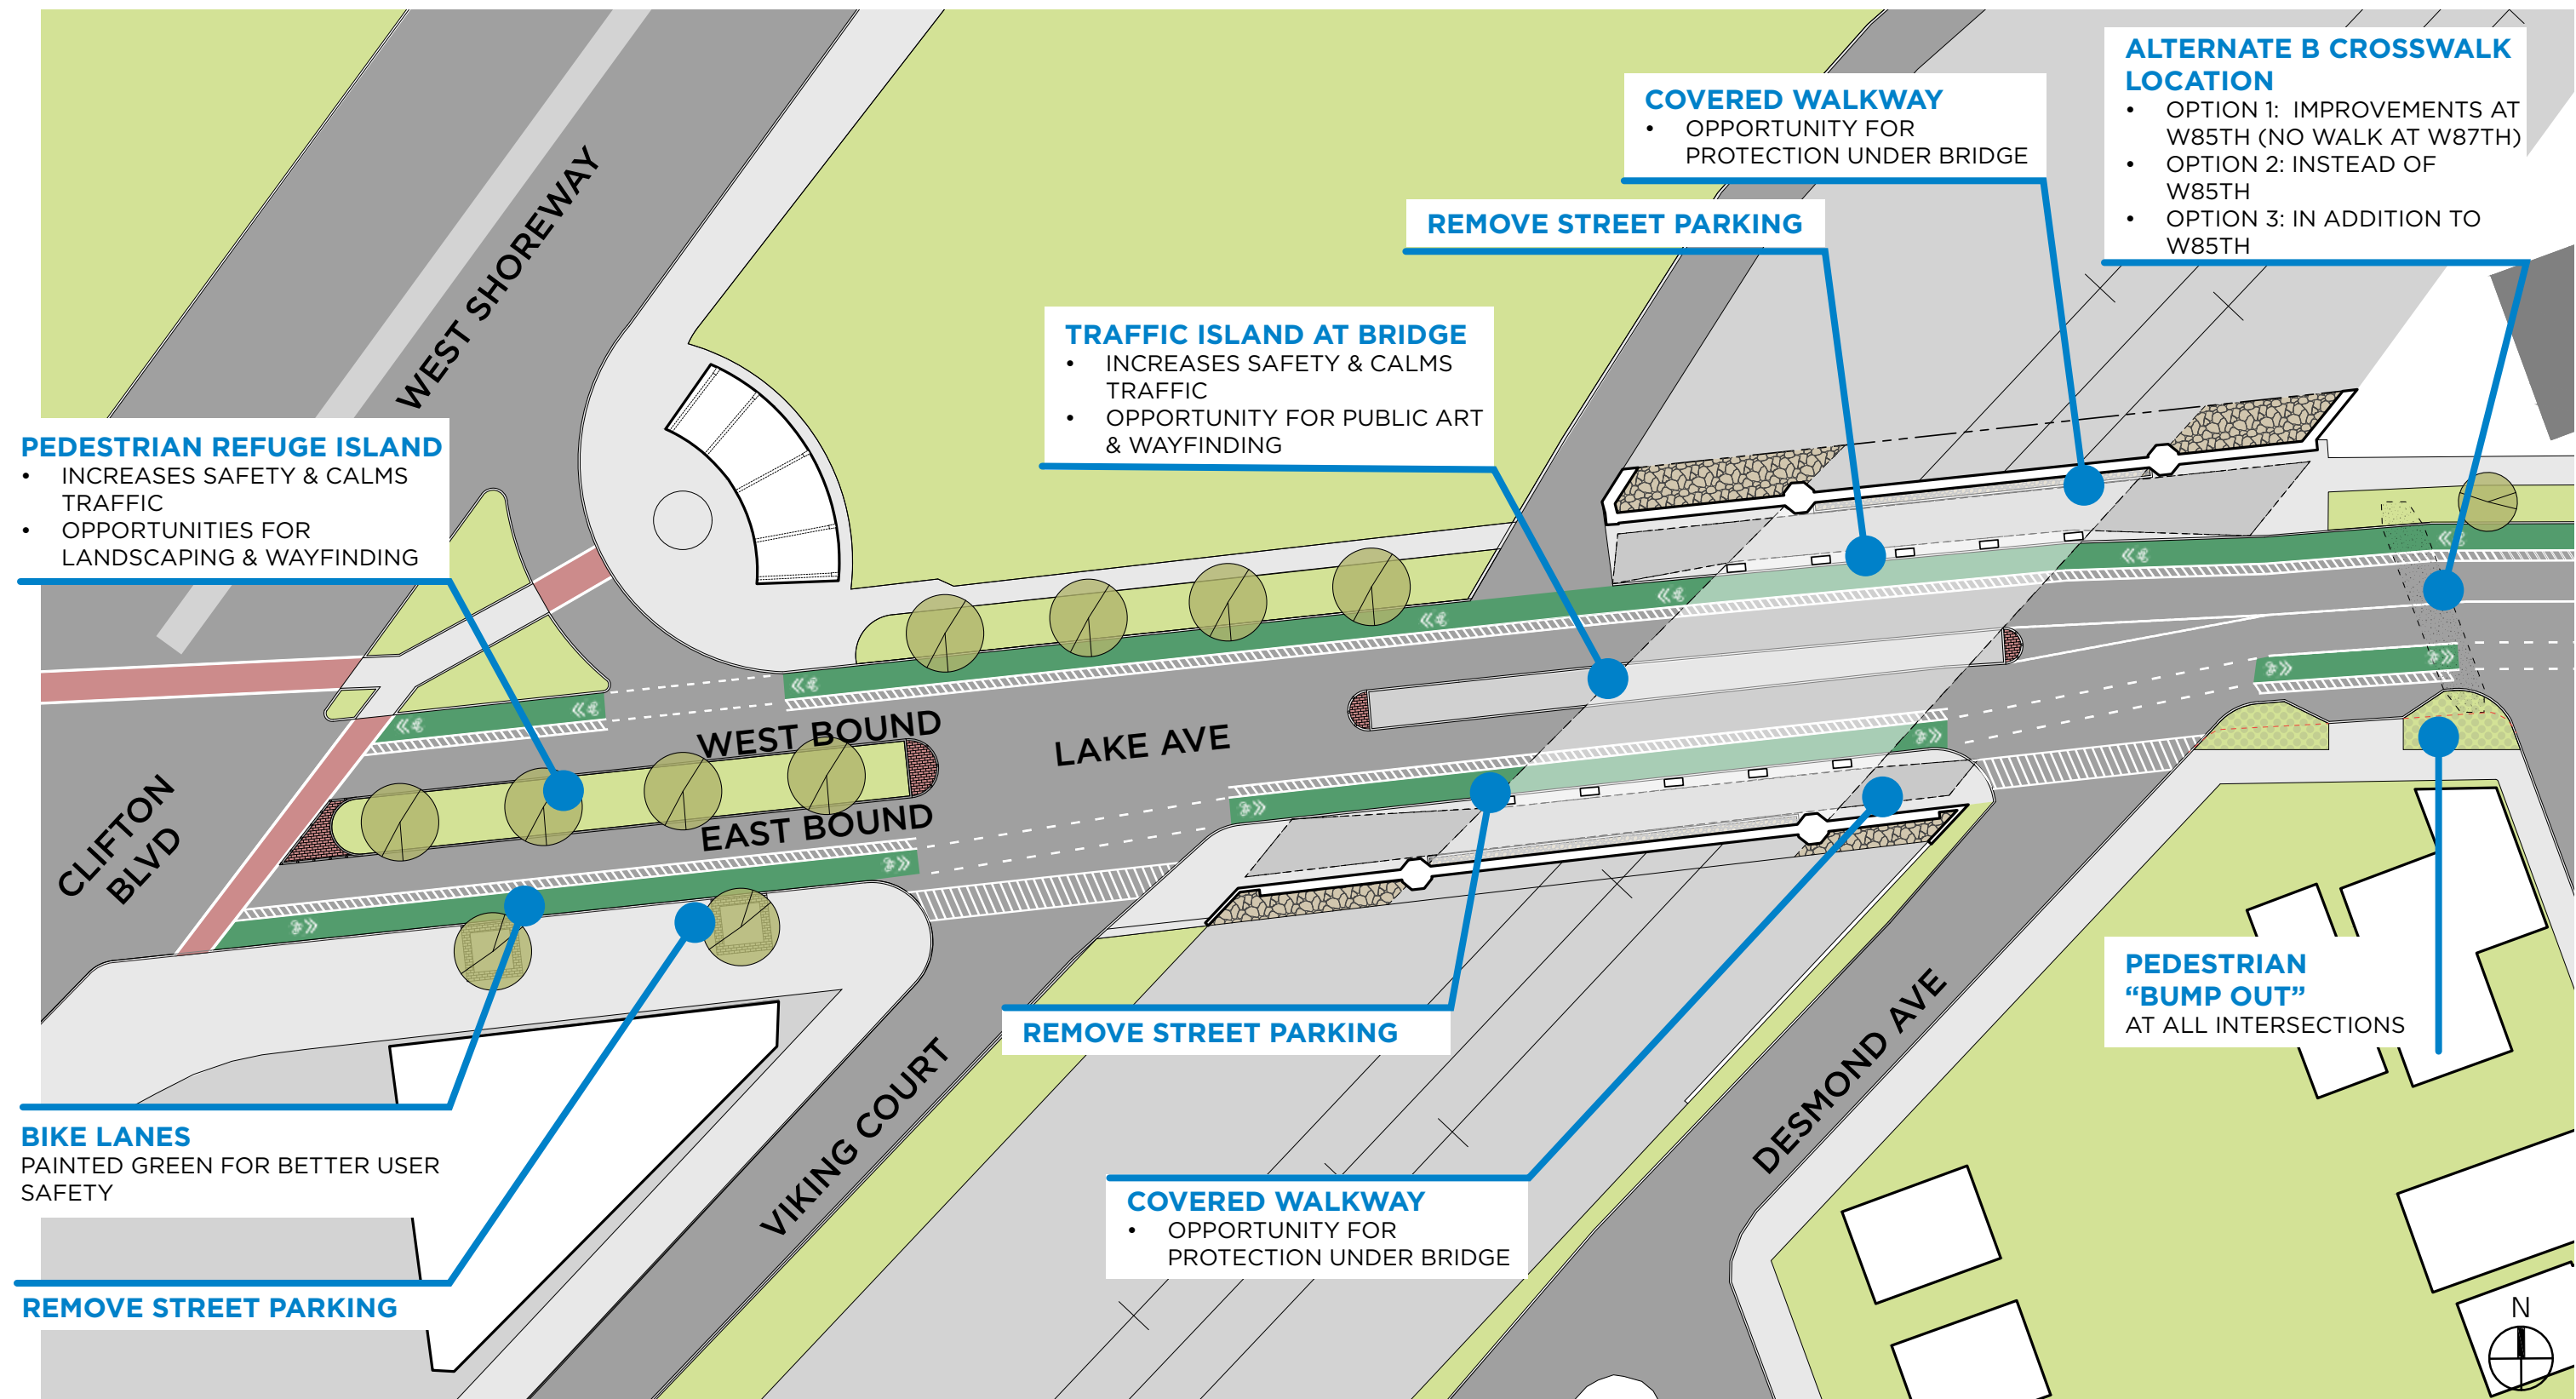 ALTERNATE B CROSSWALK
LOCATION
• OPTION 1: IMPROVEMENTS AT
W85TH (NO WALK AT W87TH)
• OPTION 2: INSTEAD OF
W85TH
• OPTION 3: IN ADDITION TO
W85TH
COVERED WALKWAY
• OPPORTUNITY FOR
PROTECTION UNDER BRIDGE
REMOVE STREET PARKING
TRAFFIC ISLAND AT BRIDGE
• INCREASES SAFETY & CALMS
TRAFFIC
• OPPORTUNITY FOR PUBLIC ART
& WAYFINDING
WEST SHOREWAY
PEDESTRIAN REFUGE ISLAND
• INCREASES SAFETY & CALMS
TRAFFIC
• OPPORTUNITIES FOR
LANDSCAPING & WAYFINDING
WEST BOUND
LAKE AVE
EAST BOUND
CLIFTON
BLVD
PEDESTRIAN
“BUMP OUT”
AT ALL INTERSECTIONS
REMOVE STREET PARKING
VIKING COURT
DESMOND AVE
BIKE LANES
PAINTED GREEN FOR BETTER USER
SAFETY
COVERED WALKWAY
• OPPORTUNITY FOR
PROTECTION UNDER BRIDGE
REMOVE STREET PARKING
N